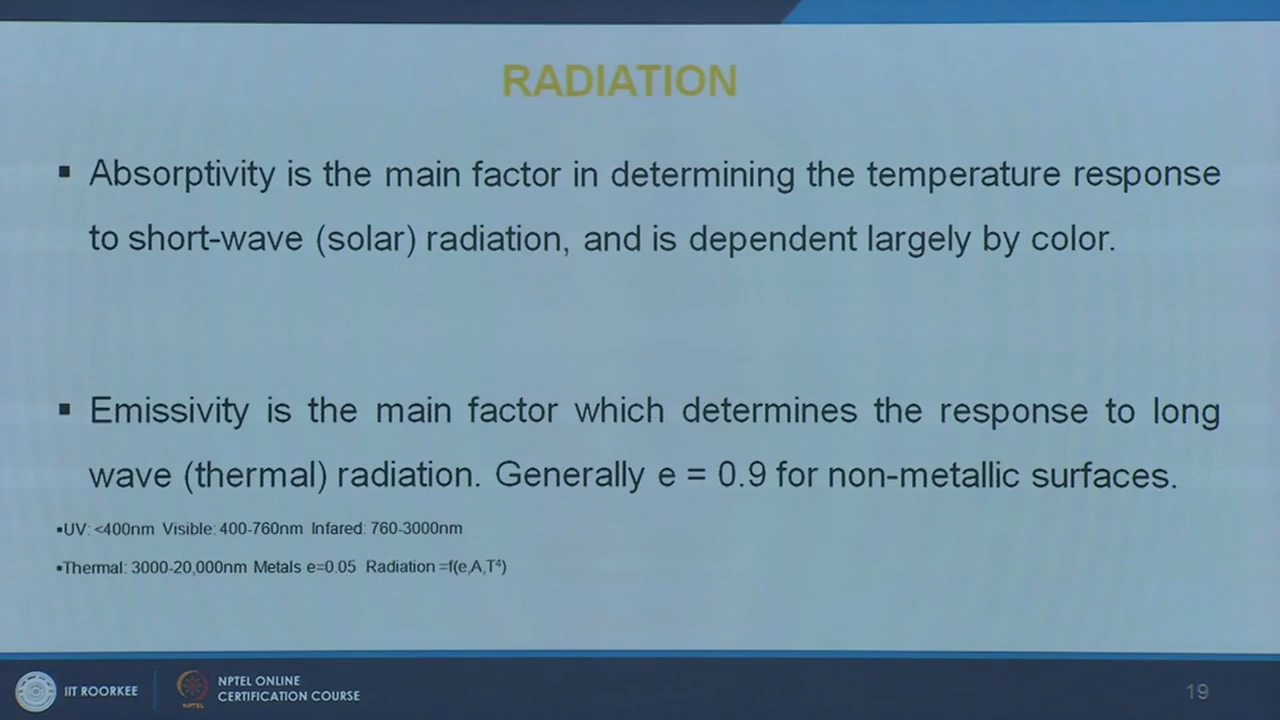 RADIATION
▪ Absorptivity is the main factor in determining the temperature response
to short-wave (solar) radiation, and is dependent largely by color.
▪ Emissivity is the main factor which determines the response to long
wave (thermal) radiation. Generally e = 0.9 for non-metallic surfaces.
▪UV: <400nm Visible: 400-760nm Infared: 760-3000nm
▪Thermal: 3000-20,000nm Metals e=0.05 Radiation =f(e,A,T⁴)
IIT ROORKEE
NPTEL
NPTEL ONLINE
CERTIFICATION COURSE
19